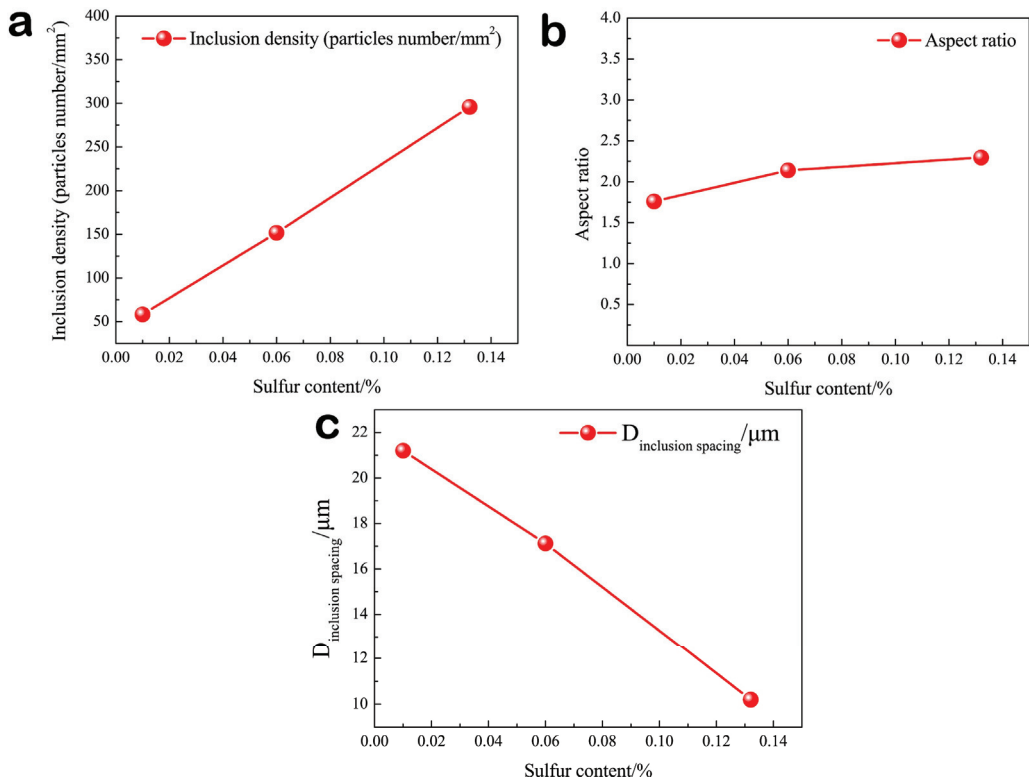 a
Inclusion density (particles number/mm²)
Inclusion density (particles number/mm²)
400
350
300
250
200
150
100
50
0.00 0.02 0.04 0.06 0.08 0.10 0.12 0.14
Sulfur content/%
b
Aspect ratio
Aspect ratio
4.0
3.5
3.0
2.5
2.0
1.5
1.0
0.5
0.00 0.02 0.04 0.06 0.08 0.10 0.12 0.14
Sulfur content/%
c
D inclusion spacing/μm
D inclusion spacing/μm
22
20
18
16
14
12
10
0.00 0.02 0.04 0.06 0.08 0.10 0.12 0.14
Sulfur content/%